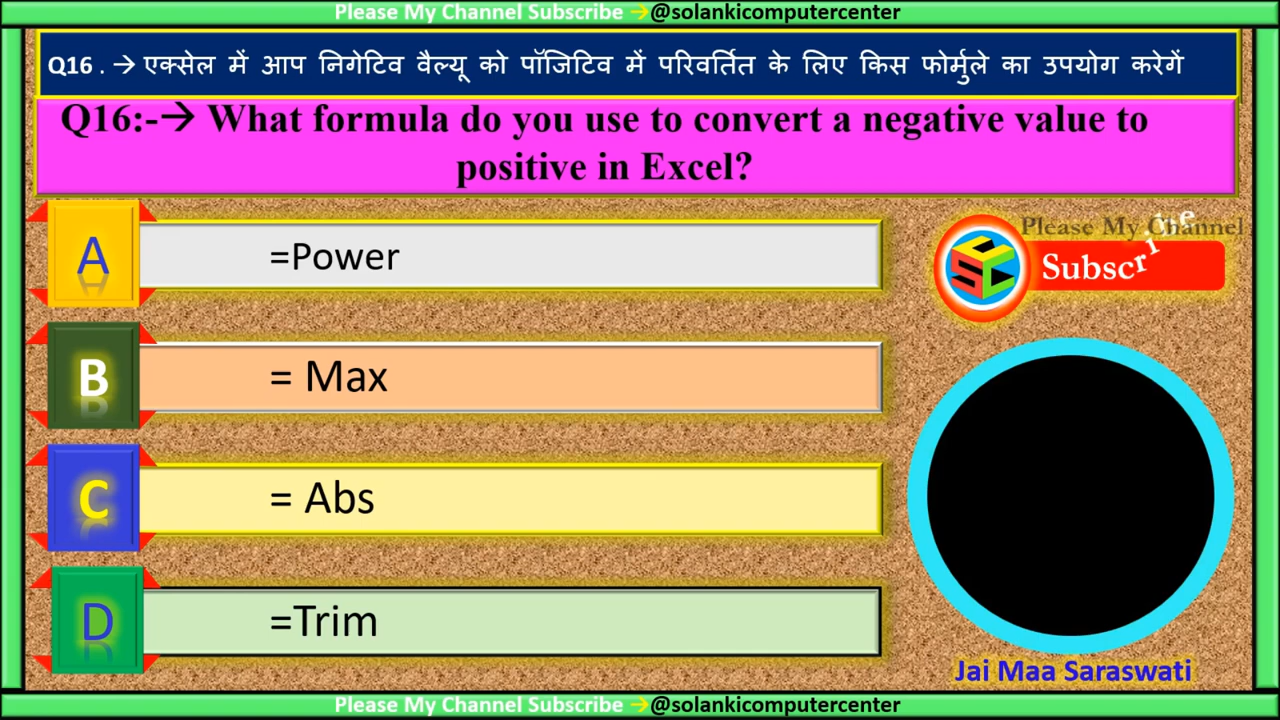 Please My Channel Subscribe →@solankicomputercenter
Q16 . → एक्सेल में आप निगेटिव वैल्यू को पॉजिटिव में परिवर्तित के लिए किस फोर्मुले का उपयोग करेगें
Q16:-→ What formula do you use to convert a negative value to
positive in Excel?
A =Power
Please My Channel
Subscribe
B = Max
C = Abs
D =Trim
Jai Maa Saraswati
Please My Channel Subscribe →@solankicomputercenter